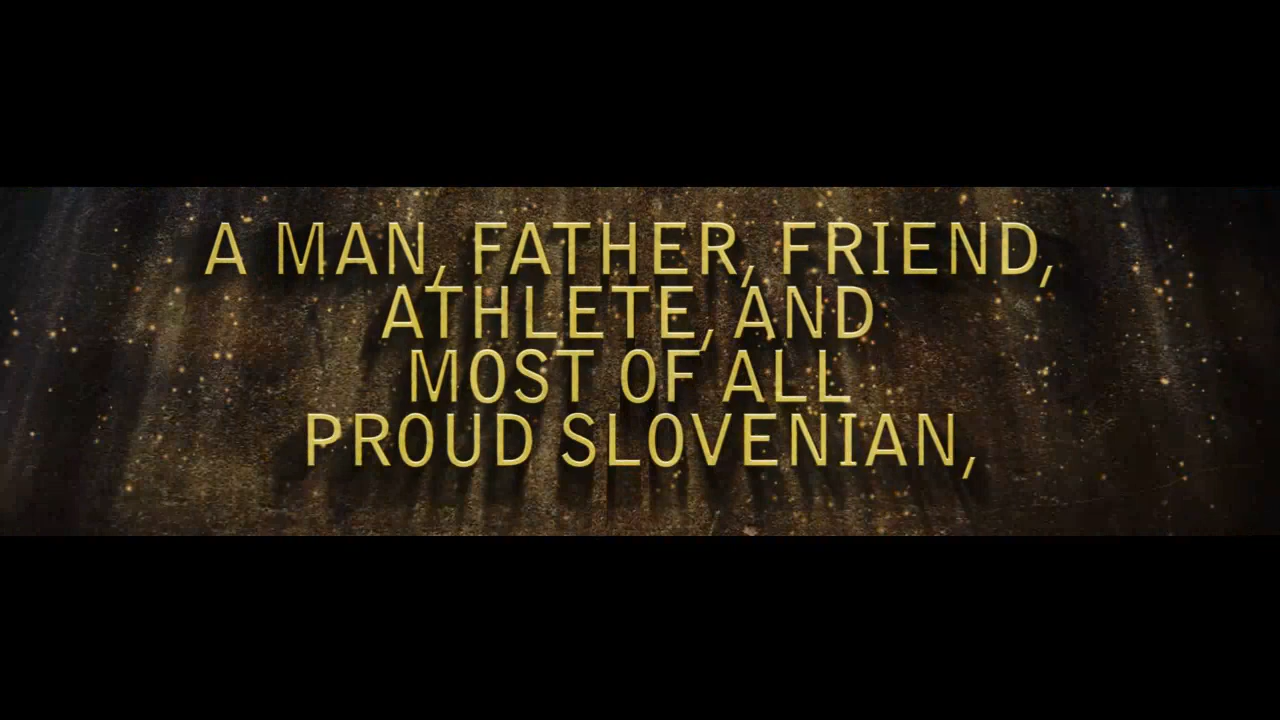 A MAN, FATHER, FRIEND,
ATHLETE, AND
MOST OF ALL
PROUD SLOVENIAN,